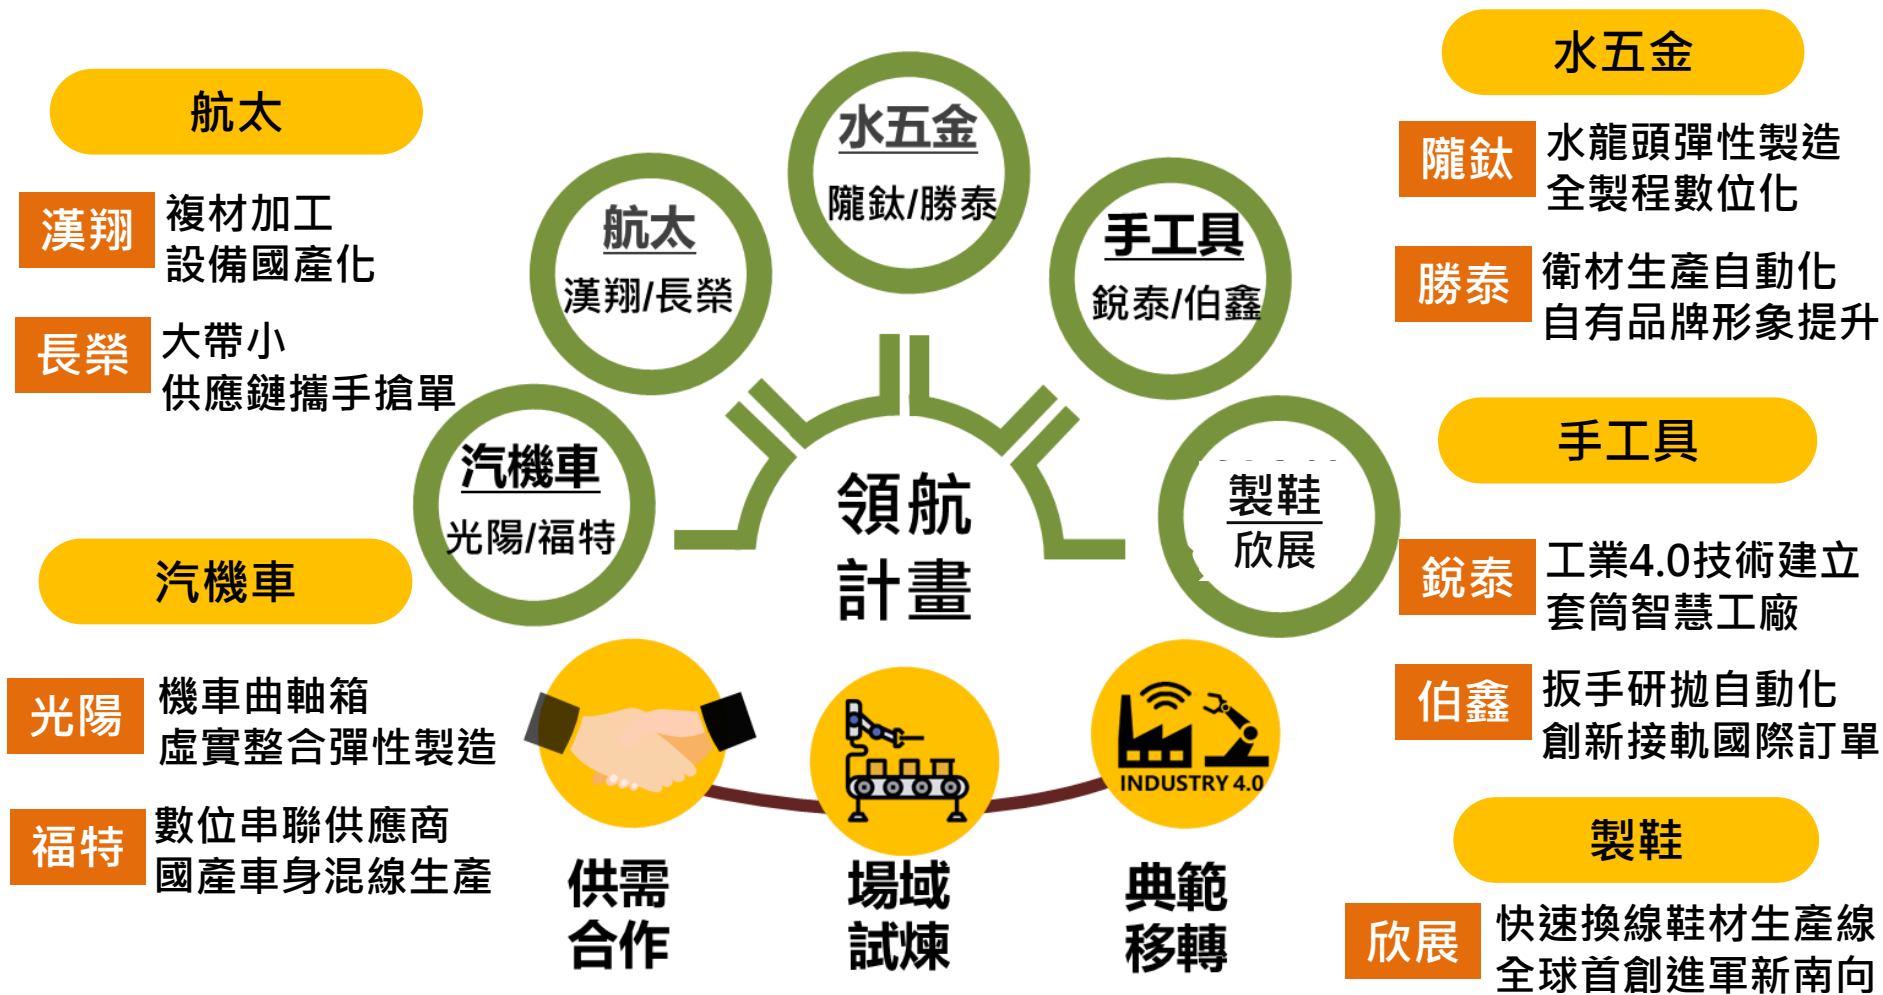 航太
漢翔
複材加工
設備國產化
長榮
大帶小
供應鏈攜手搶單
汽機車
光陽
機車曲軸箱
虛實整合彈性製造
福特
數位串聯供應商
國產車身混線生產
水五金
隴鈦/勝泰
航太
漢翔/長榮
手工具
銳泰/伯鑫
汽機車
光陽/福特
製鞋
欣展
領航
計畫
INDUSTRY 4.0
供需
合作
場域
試煉
典範
移轉
水五金
隴鈦
水龍頭彈性製造
全製程數位化
勝泰
衛材生產自動化
自有品牌形象提升
手工具
銳泰
工業4.0技術建立
套筒智慧工廠
伯鑫
扳手研拋自動化
創新接軌國際訂單
製鞋
欣展
快速換線鞋材生產線
全球首創進軍新南向